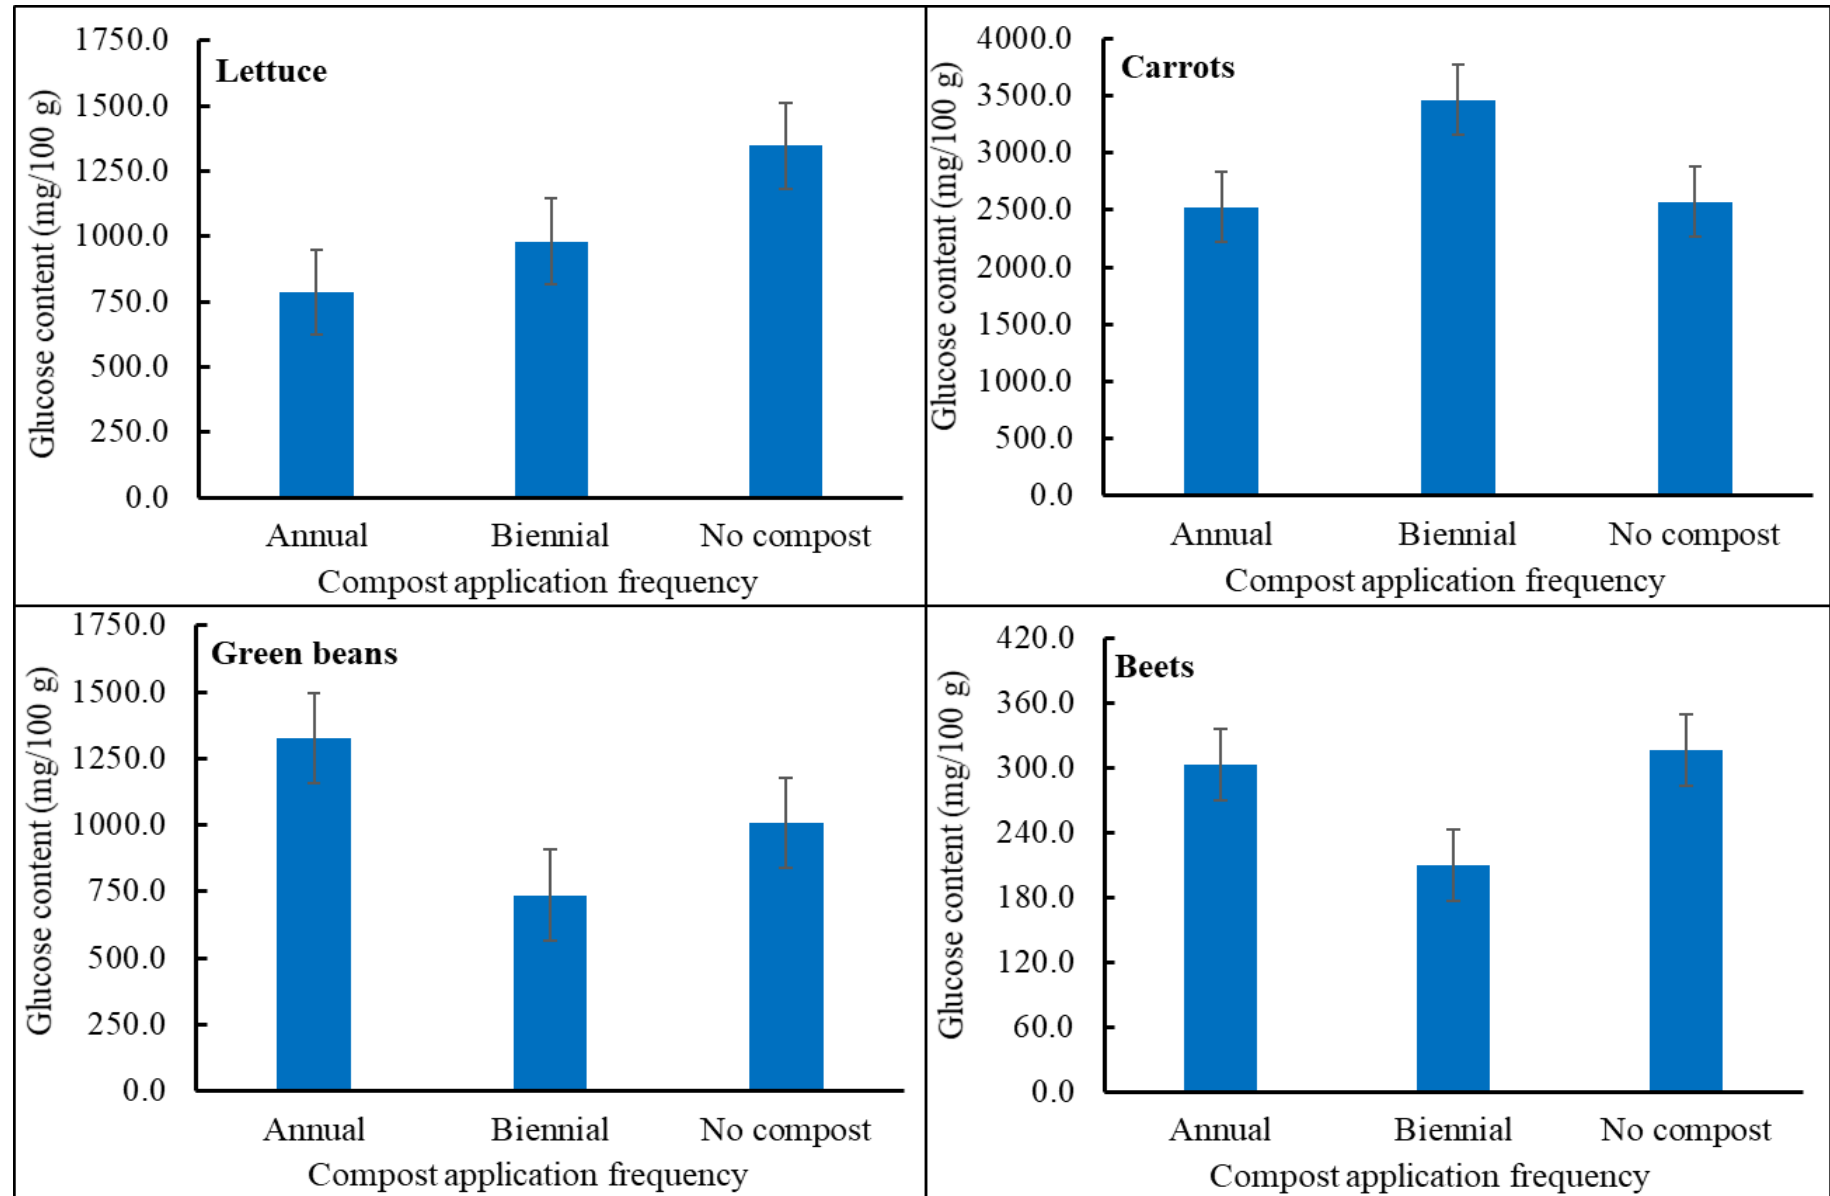 Lettuce
Glucose content (mg/100 g)
1750.0
1500.0
1250.0
1000.0
750.0
500.0
250.0
0.0
Annual Biennial No compost
Compost application frequency
Carrots
Glucose content (mg/100 g)
4000.0
3500.0
3000.0
2500.0
2000.0
1500.0
1000.0
500.0
0.0
Annual Biennial No compost
Compost application frequency
Green beans
Glucose content (mg/100 g)
1750.0
1500.0
1250.0
1000.0
750.0
500.0
250.0
0.0
Annual Biennial No compost
Compost application frequency
Beets
Glucose content (mg/100 g)
420.0
360.0
300.0
240.0
180.0
120.0
60.0
0.0
Annual Biennial No compost
Compost application frequency